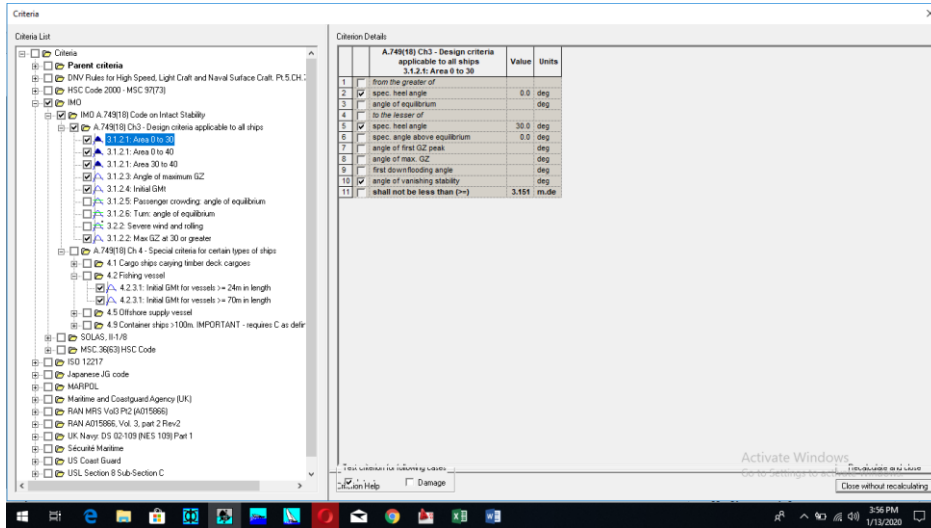 Criteria
Criteria List
Criteria
Parent criteria
DNV Rules for High Speed, Light Craft and Naval Surface Craft. Pt.5.CH.
HSC Code 2000 - MSC 97(73)
IMO
IMO A.749(18) Code on Intact Stability
A.749(18) Ch3 - Design criteria applicable to all ships
3.1.2.1: Area 0 to 30
3.1.2.1: Area 0 to 40
3.1.2.1: Area 30 to 40
3.1.2.3: Angle of maximum GZ
3.1.2.4: Initial GMt
3.1.2.5: Passenger crowding: angle of equilibrium
3.1.2.6: Turn: angle of equilibrium
3.2.2: Severe wind and rolling
3.1.2.2: Max GZ at 30 or greater
A.749(18) Ch 4 - Special criteria for certain types of ships
4.1 Cargo ships carying timber deck cargoes
4.2 Fishing vessel
4.2.3.1: Initial GMt for vessels >= 24m in length
4.2.3.1: Initial GMt for vessels >= 70m in length
4.5 Offshore supply vessel
4.9 Container ships >100m. IMPORTANT - requires C as defin
SOLAS, II-1/8
MSC.36(63) HSC Code
ISO 12217
Japanese JG code
MARPOL
Maritime and Coastguard Agency (UK)
RAN MRS Vol3 Pt2 (A015866)
RAN A015866, Vol. 3, part 2 Rev2
UK Navy: DS 02-109 (NES 109) Part 1
Sécurité Maritime
US Coast Guard
USL Section 8 Sub-Section C
Criterion Details
A.749(18) Ch3 - Design criteria
applicable to all ships
3.1.2.1: Area 0 to 30 Value Units
1 from the greater of
2 spec. heel angle 0.0 deg
3 angle of equilibrium deg
4 to the lesser of
5 spec. heel angle 30.0 deg
6 spec. angle above equilibrium 0.0 deg
7 angle of first GZ peak deg
8 angle of max. GZ deg
9 first downflooding angle deg
10 angle of vanishing stability deg
11 shall not be less than (>=) 3.151 m.de
Activate Windows
Test criterion for following cases
Go to Settings to
Recalculate and close
Help Damage
Close without recalculating
3:56 PM
1/13/2020